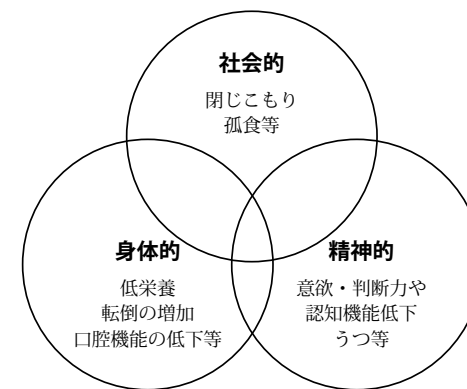 社会的
閉じこもり
孤食等
身体的
低栄養
転倒の増加
口腔機能の低下等
精神的
意欲・判断力や
認知機能低下
うつ等